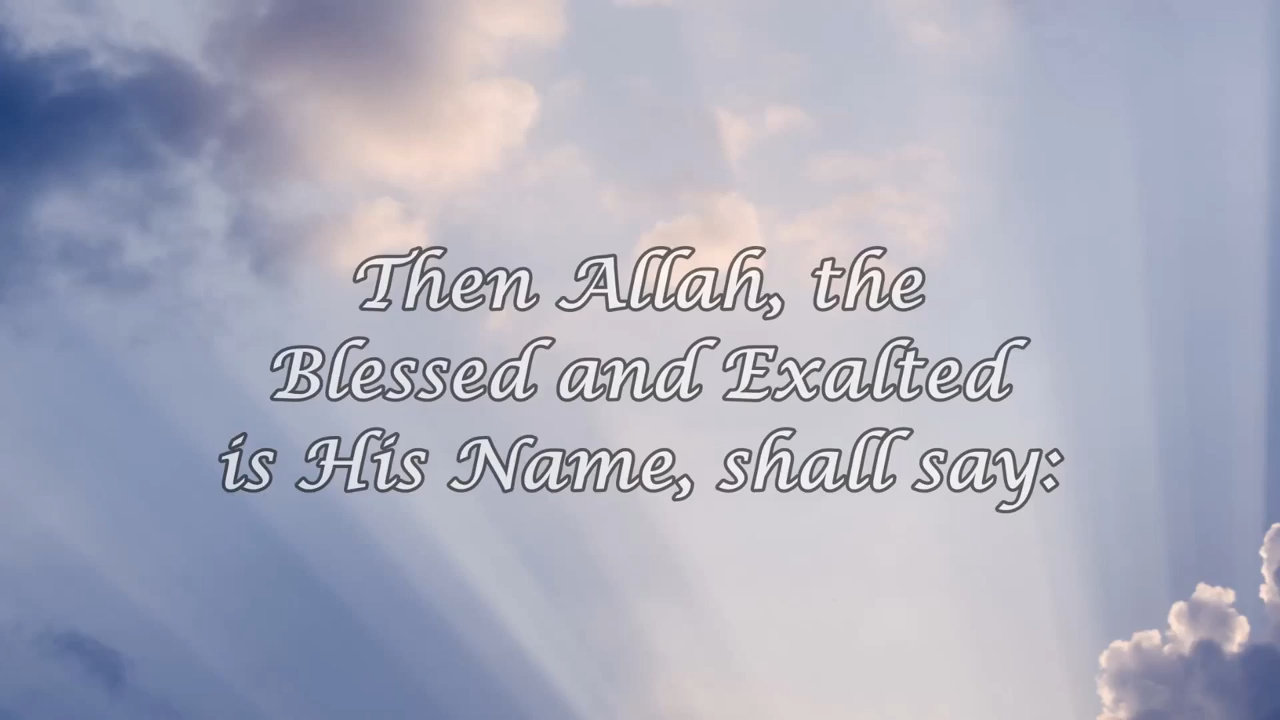 Then Allah, the
Blessed and Exalted
is His Name, shall say: